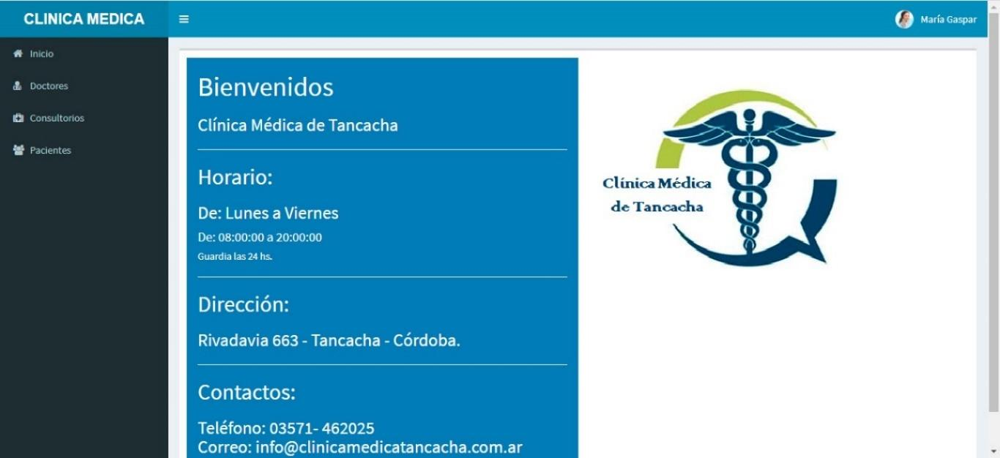 CLINICA MEDICA
María Gaspar
Inicio
Doctores
Consultorios
Pacientes
Bienvenidos
Clínica Médica de Tancacha
Horario:
De: Lunes a Viernes
De: 08:00:00 a 20:00:00
Guardia las 24 hs.
Dirección:
Rivadavia 663 - Tancacha - Córdoba.
Contactos:
Teléfono: 03571- 462025
Correo: info@clinicamedicatancacha.com.ar
Clínica Médica
de Tancacha